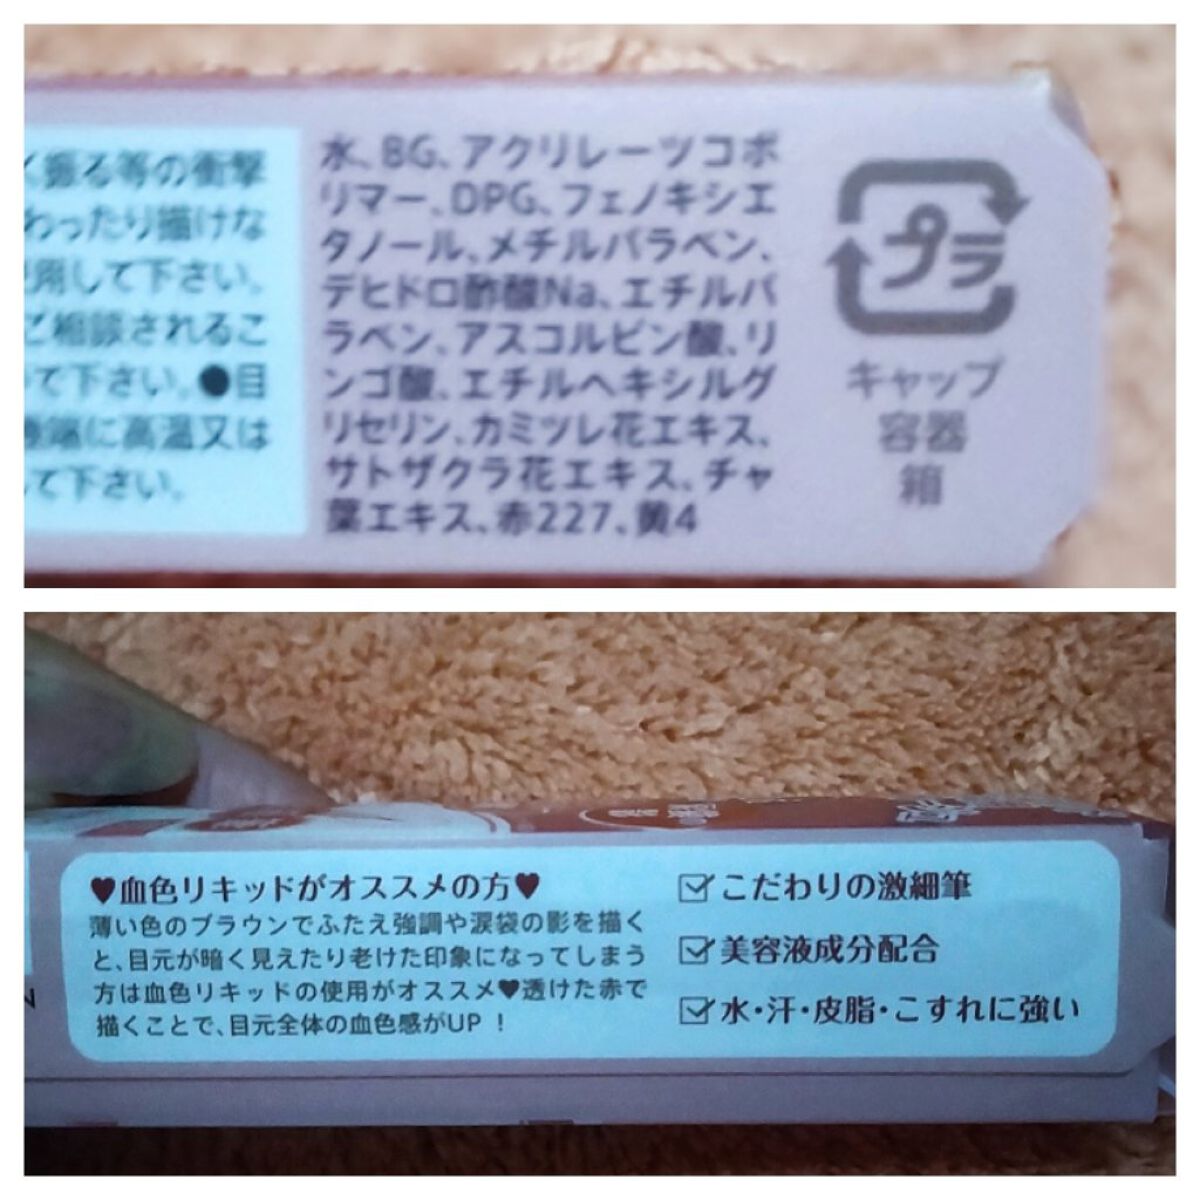 く振る等の衝撃
わったり描けな
使用して下さい。
ご相談されるこ
て下さい。●目
極端に高温又は
て下さい。
水、BG、アクリレーツコポ
リマー、DPG、フェノキシエ
タノール、メチルパラベン、
デヒドロ酢酸Na、エチルパ
ラベン、アスコルビン酸、リ
ンゴ酸、エチルヘキシルグ
リセリン、カミツレ花エキス、
サトザクラ花エキス、チャ
葉エキス、赤227、黄4
プラ
キャップ
容器
箱
♥血色リキッドがオススメの方♥
薄い色のブラウンでふたえ強調や涙袋の影を描く
と、目元が暗く見えたり老けた印象になってしまう
方は血色リキッドの使用がオススメ♥透けた赤で
描くことで、目元全体の血色感がUP！
☑こだわりの激細筆
☑美容液成分配合
☑水・汗・皮脂・こすれに強い
N